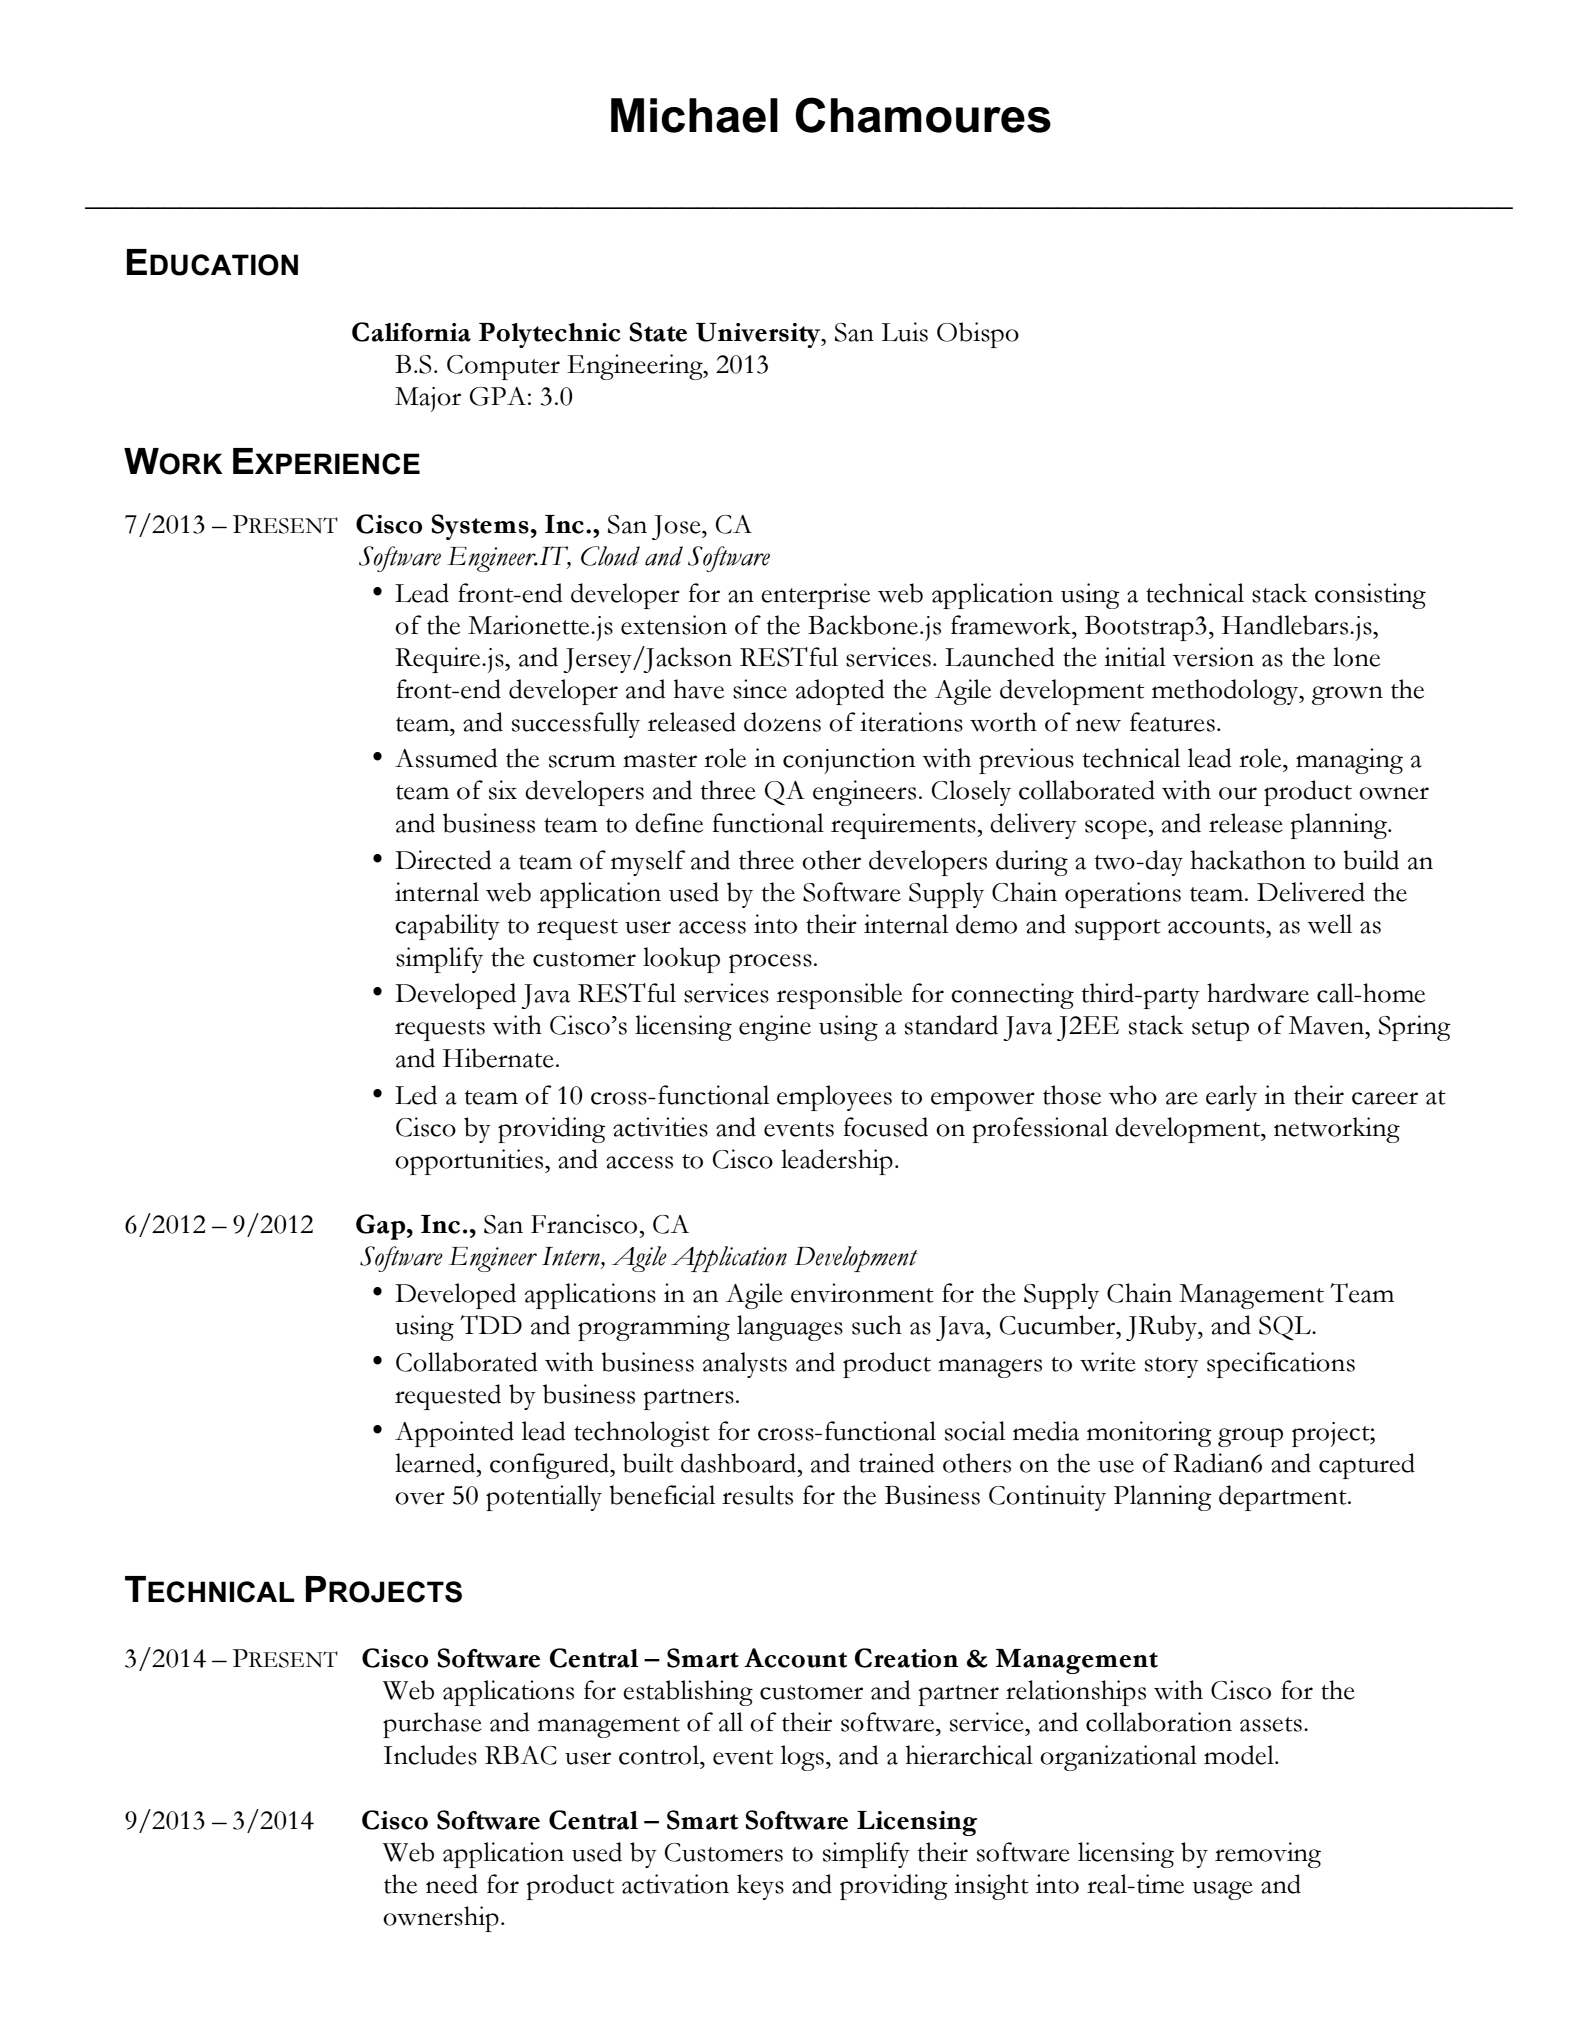 Michael Chamoures
EDUCATION
California Polytechnic State University, San Luis Obispo
B.S. Computer Engineering, 2013
Major GPA: 3.0
WORK EXPERIENCE
7/2013 – PRESENT Cisco Systems, Inc., San Jose, CA
Software Engineer.IT, Cloud and Software
• Lead front-end developer for an enterprise web application using a technical stack consisting
of the Marionette.js extension of the Backbone.js framework, Bootstrap3, Handlebars.js,
Require.js, and Jersey/Jackson RESTful services. Launched the initial version as the lone
front-end developer and have since adopted the Agile development methodology, grown the
team, and successfully released dozens of iterations worth of new features.
• Assumed the scrum master role in conjunction with previous technical lead role, managing a
team of six developers and three QA engineers. Closely collaborated with our product owner
and business team to define functional requirements, delivery scope, and release planning.
• Directed a team of myself and three other developers during a two-day hackathon to build an
internal web application used by the Software Supply Chain operations team. Delivered the
capability to request user access into their internal demo and support accounts, as well as
simplify the customer lookup process.
• Developed Java RESTful services responsible for connecting third-party hardware call-home
requests with Cisco’s licensing engine using a standard Java J2EE stack setup of Maven, Spring
and Hibernate.
• Led a team of 10 cross-functional employees to empower those who are early in their career at
Cisco by providing activities and events focused on professional development, networking
opportunities, and access to Cisco leadership.
6/2012 – 9/2012 Gap, Inc., San Francisco, CA
Software Engineer Intern, Agile Application Development
• Developed applications in an Agile environment for the Supply Chain Management Team
using TDD and programming languages such as Java, Cucumber, JRuby, and SQL.
• Collaborated with business analysts and product managers to write story specifications
requested by business partners.
• Appointed lead technologist for cross-functional social media monitoring group project;
learned, configured, built dashboard, and trained others on the use of Radian6 and captured
over 50 potentially beneficial results for the Business Continuity Planning department.
TECHNICAL PROJECTS
3/2014 – PRESENT Cisco Software Central – Smart Account Creation & Management
Web applications for establishing customer and partner relationships with Cisco for the
purchase and management of all of their software, service, and collaboration assets.
Includes RBAC user control, event logs, and a hierarchical organizational model.
9/2013 – 3/2014 Cisco Software Central – Smart Software Licensing
Web application used by Customers to simplify their software licensing by removing
the need for product activation keys and providing insight into real-time usage and
ownership.